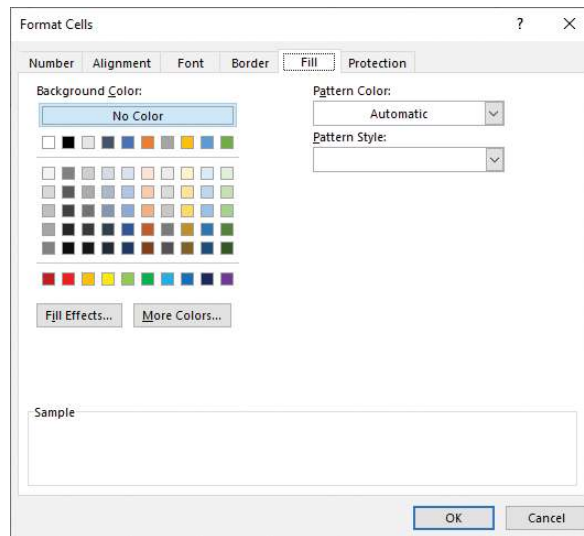 Format Cells
?
Number Alignment Font Border Fill Protection
Background Color:
No Color
Pattern Color:
Automatic
Pattern Style:
Fill Effects...
More Colors...
Sample
OK
Cancel